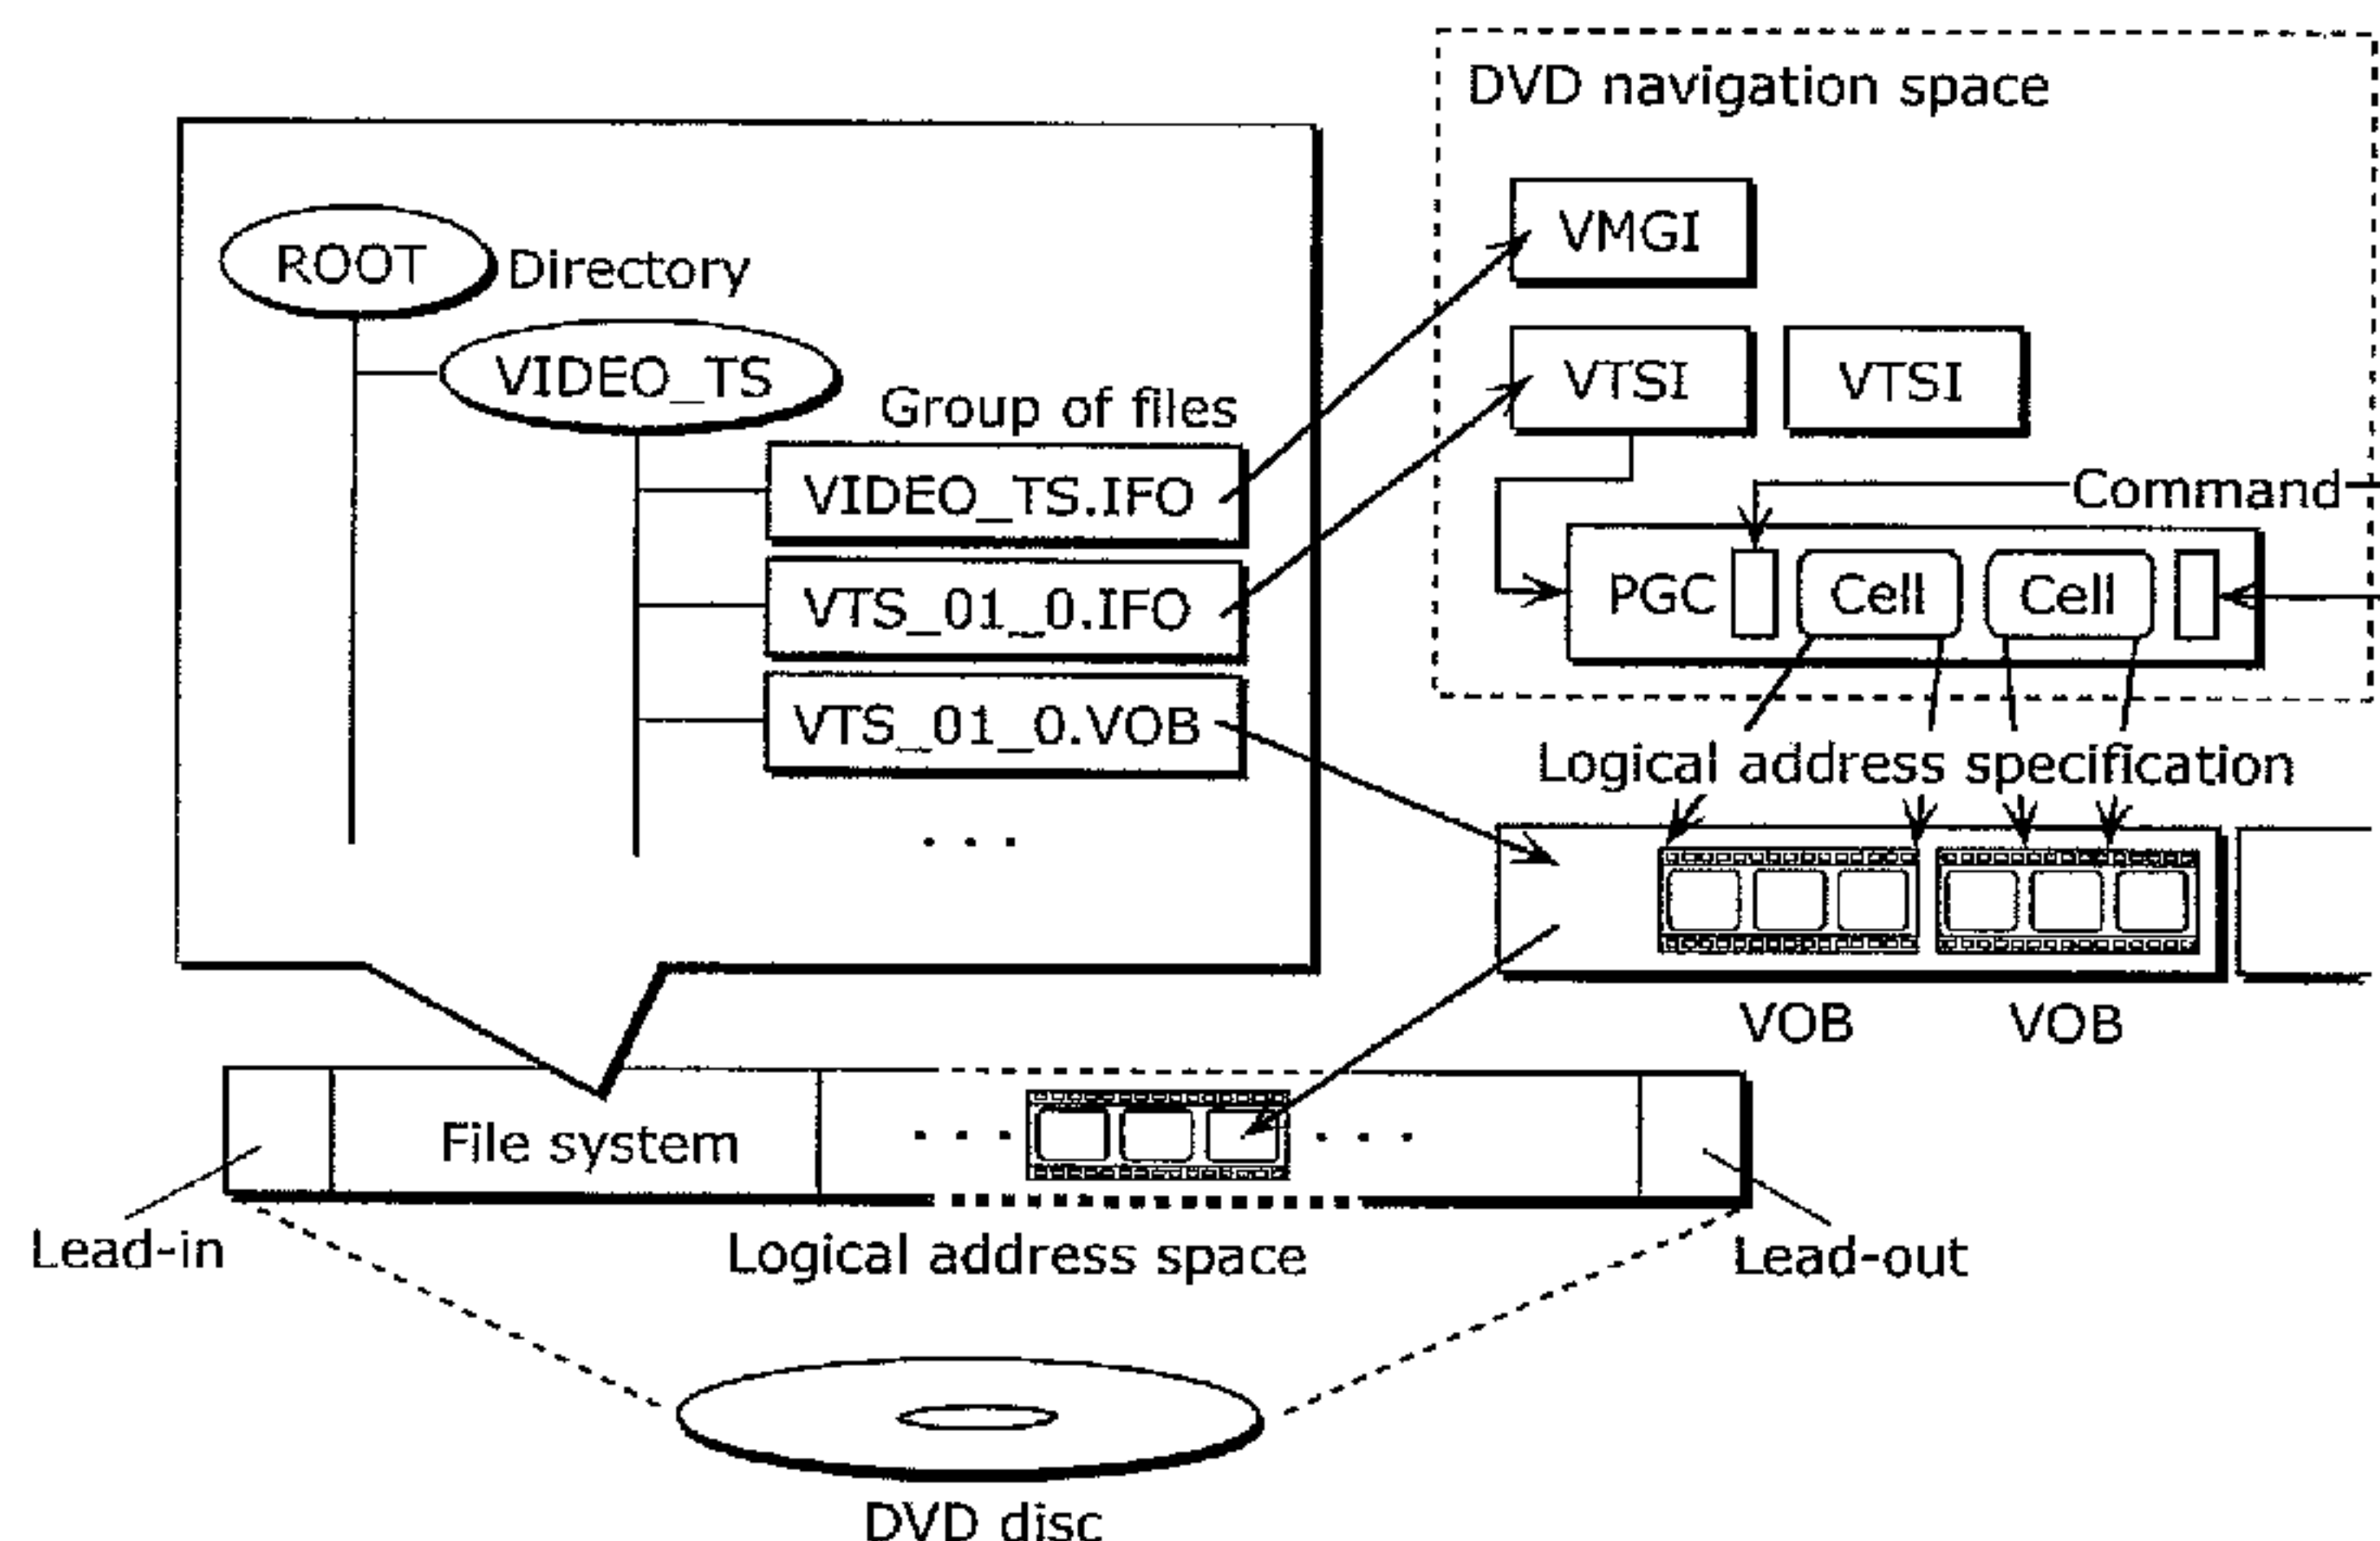 DVD navigation space
VMGI
ROOT
Directory
VIDEO_TS
VTSI
VTSI
Group of files
VIDEO_TS.IFO
Command
VTS_01_0.IFO
PGC
Cell
Cell
VTS_01_0.VOB
Logical address specification
. . .
VOB
VOB
File system
. . .
. . .
Lead-in
Logical address space
Lead-out
DVD disc